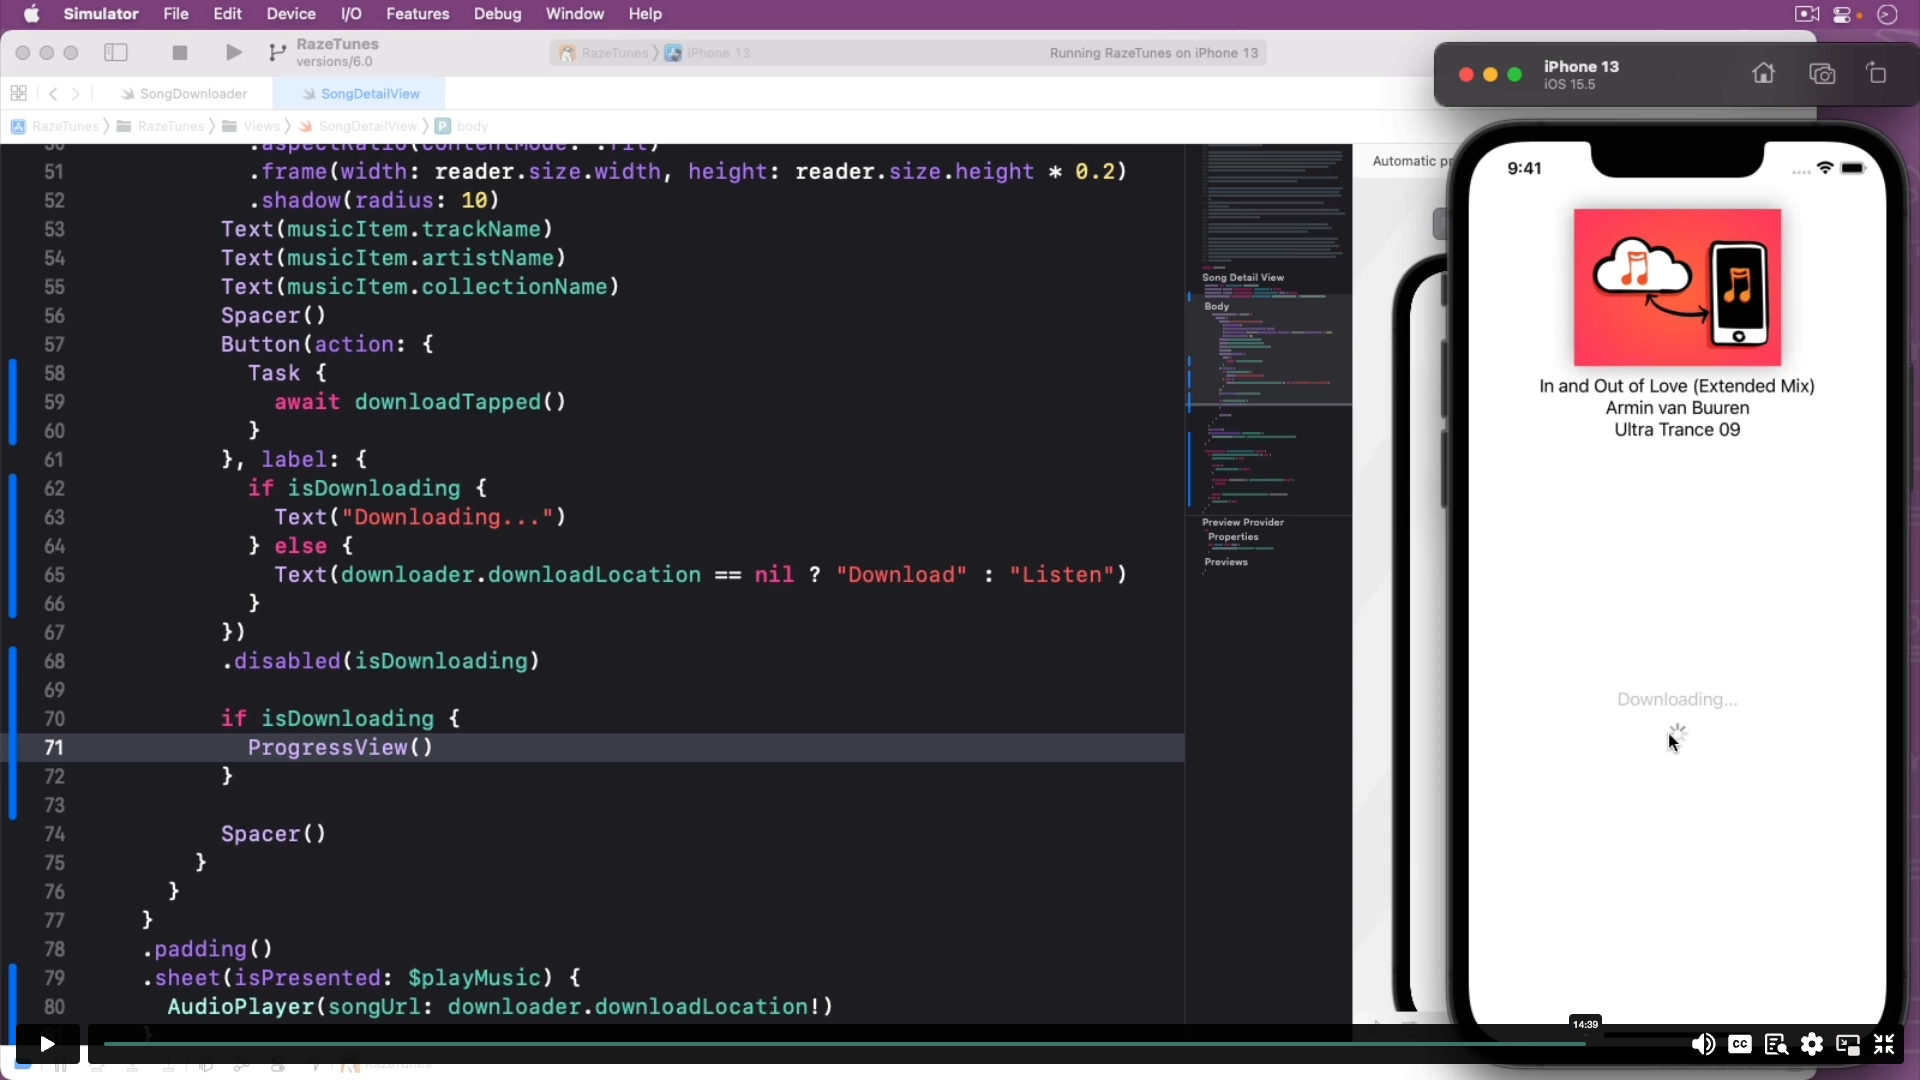 Simulator File Edit Device I/O Features Debug Window Help
RazeTunes
versions/6.0
RazeTunes iPhone 13
Running RazeTunes on iPhone 13
SongDownloader
SongDetailView
RazeTunes RazeTunes Views SongDetailView P body
51 .frame(width: reader.size.width, height: reader.size.height * 0.2)
52 .shadow(radius: 10)
53 Text(musicItem.trackName)
54 Text(musicItem.artistName)
55 Text(musicItem.collectionName)
56 Spacer()
57 Button(action: {
58 Task {
59 await downloadTapped()
60 }
61 }, label: {
62 if isDownloading {
63 Text("Downloading...")
64 } else {
65 Text(downloader.downloadLocation == nil ? "Download" : "Listen")
66 }
67 })
68 .disabled(isDownloading)
69
70 if isDownloading {
71 ProgressView()
72 }
73
74 Spacer()
75 }
76 }
77 }
78 .padding()
79 .sheet(isPresented: $playMusic) {
80 AudioPlayer(songUrl: downloader.downloadLocation!)
Song Detail View
Body
Preview Provider
Properties
Previews
Automatic
iPhone 13
iOS 15.5
9:41
In and Out of Love (Extended Mix)
Armin van Buuren
Ultra Trance 09
Downloading...
14:39
CC
RazeTunes